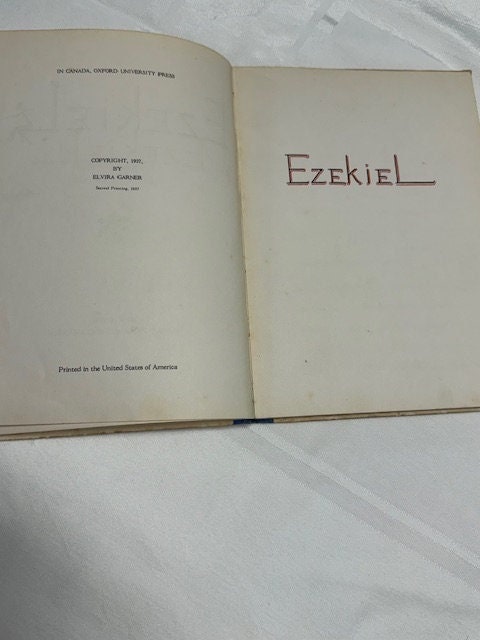 IN CANADA, OXFORD UNIVERSITY PRESS
COPYRIGHT, 1937,
BY
ELVIRA GARNER
Second Printing, 1937
Printed in the United States of America
EZEKiEL